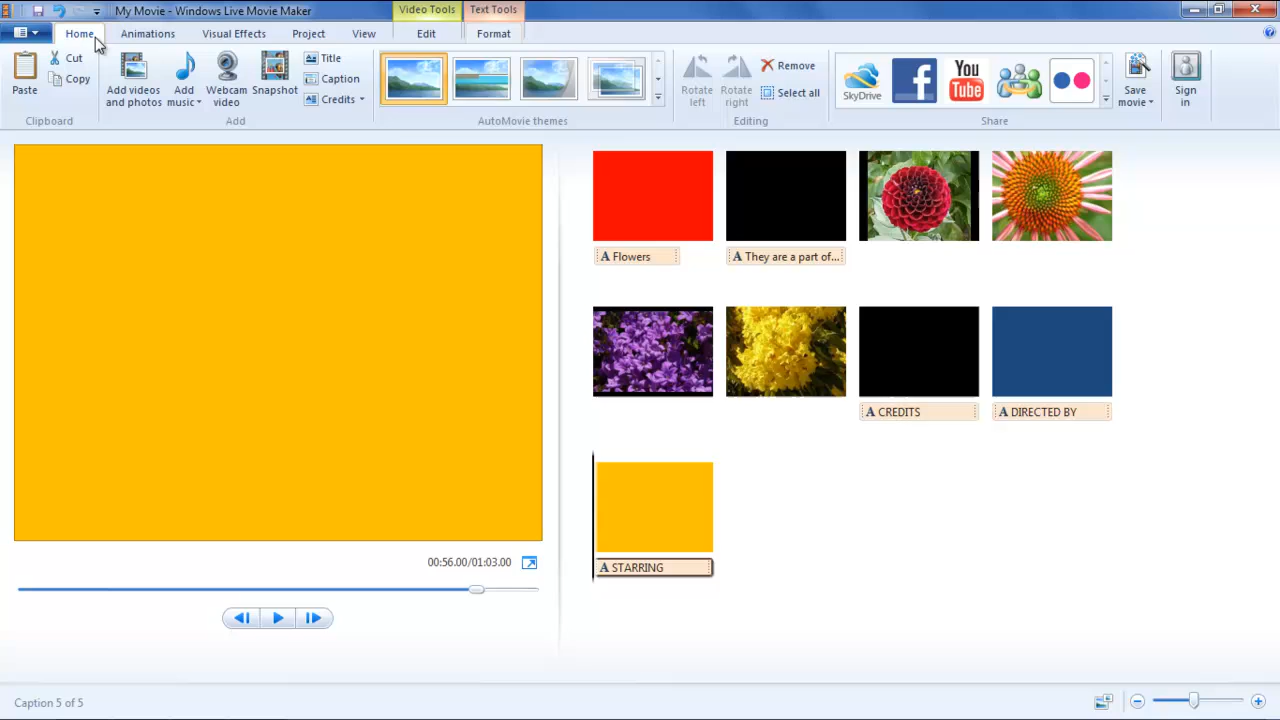 My Movie - Windows Live Movie Maker
Video Tools
Text Tools
Home
Animations
Visual Effects
Project
View
Edit
Format
Paste
Cut
Copy
Clipboard
Add videos and photos
Add music
Webcam video
Snapshot
Title
Caption
Credits
Add
AutoMovie themes
Rotate left
Rotate right
Remove
Select all
Editing
SkyDrive
You Tube
Share
Save movie
Sign in
A Flowers
A They are a part of...
A CREDITS
A DIRECTED BY
A STARRING
00:56.00/01:03.00
Caption 5 of 5